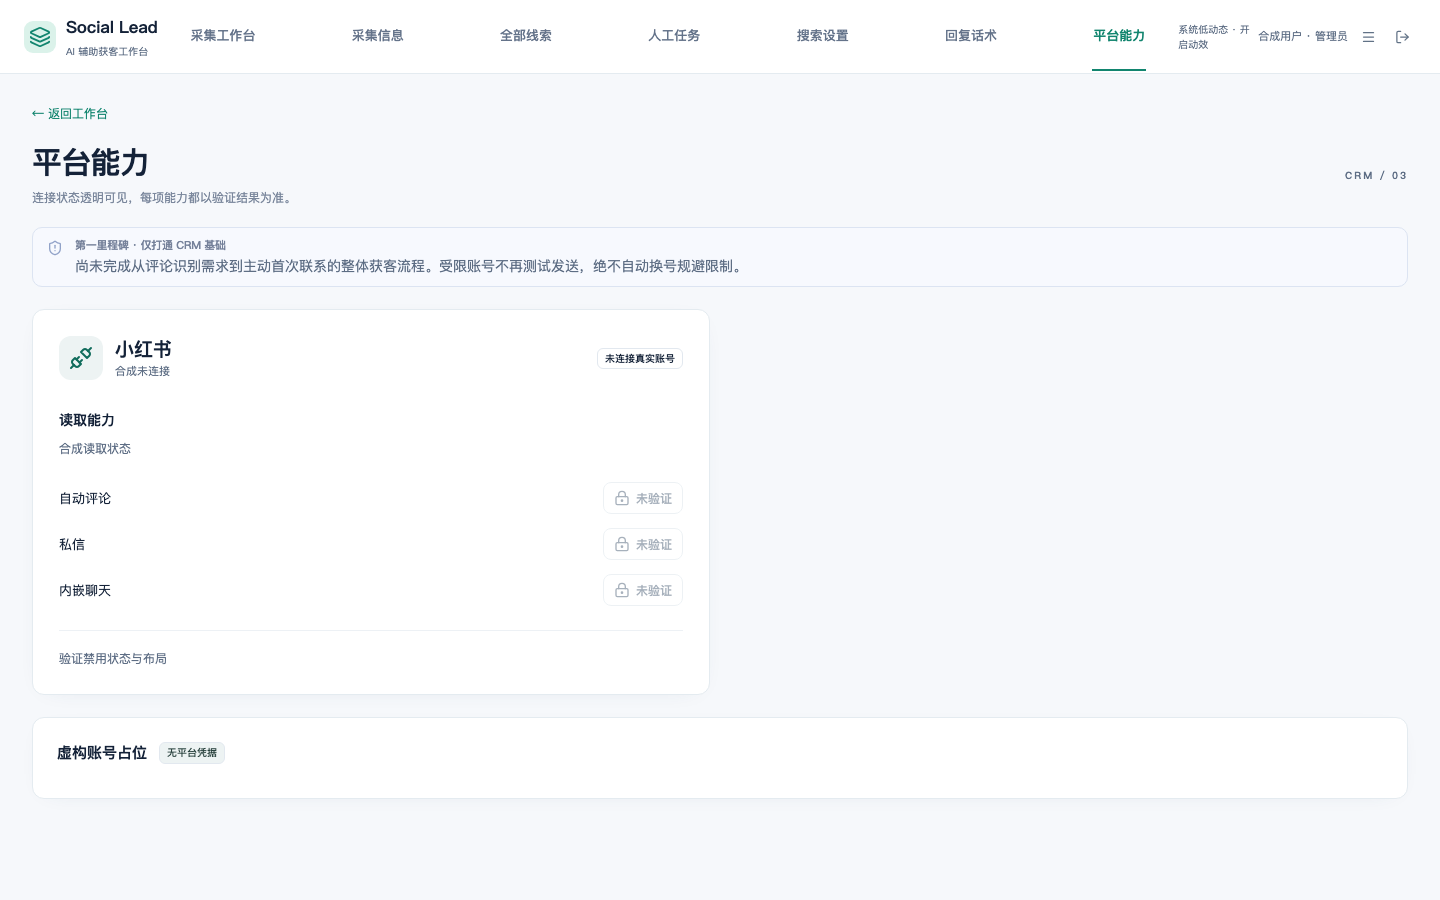 Social Lead
AI 辅助获客工作台
采集工作台
采集信息
全部线索
人工任务
搜索设置
回复话术
平台能力
系统低动态 · 开
启动效
合成用户 · 管理员
← 返回工作台
平台能力
连接状态透明可见，每项能力都以验证结果为准。
CRM / 03
第一里程碑 · 仅打通 CRM 基础
尚未完成从评论识别需求到主动首次联系的整体获客流程。受限账号不再测试发送，绝不自动换号规避限制。
小红书
合成未连接
未连接真实账号
读取能力
合成读取状态
自动评论
未验证
私信
未验证
内嵌聊天
未验证
验证禁用状态与布局
虚构账号占位
无平台凭据